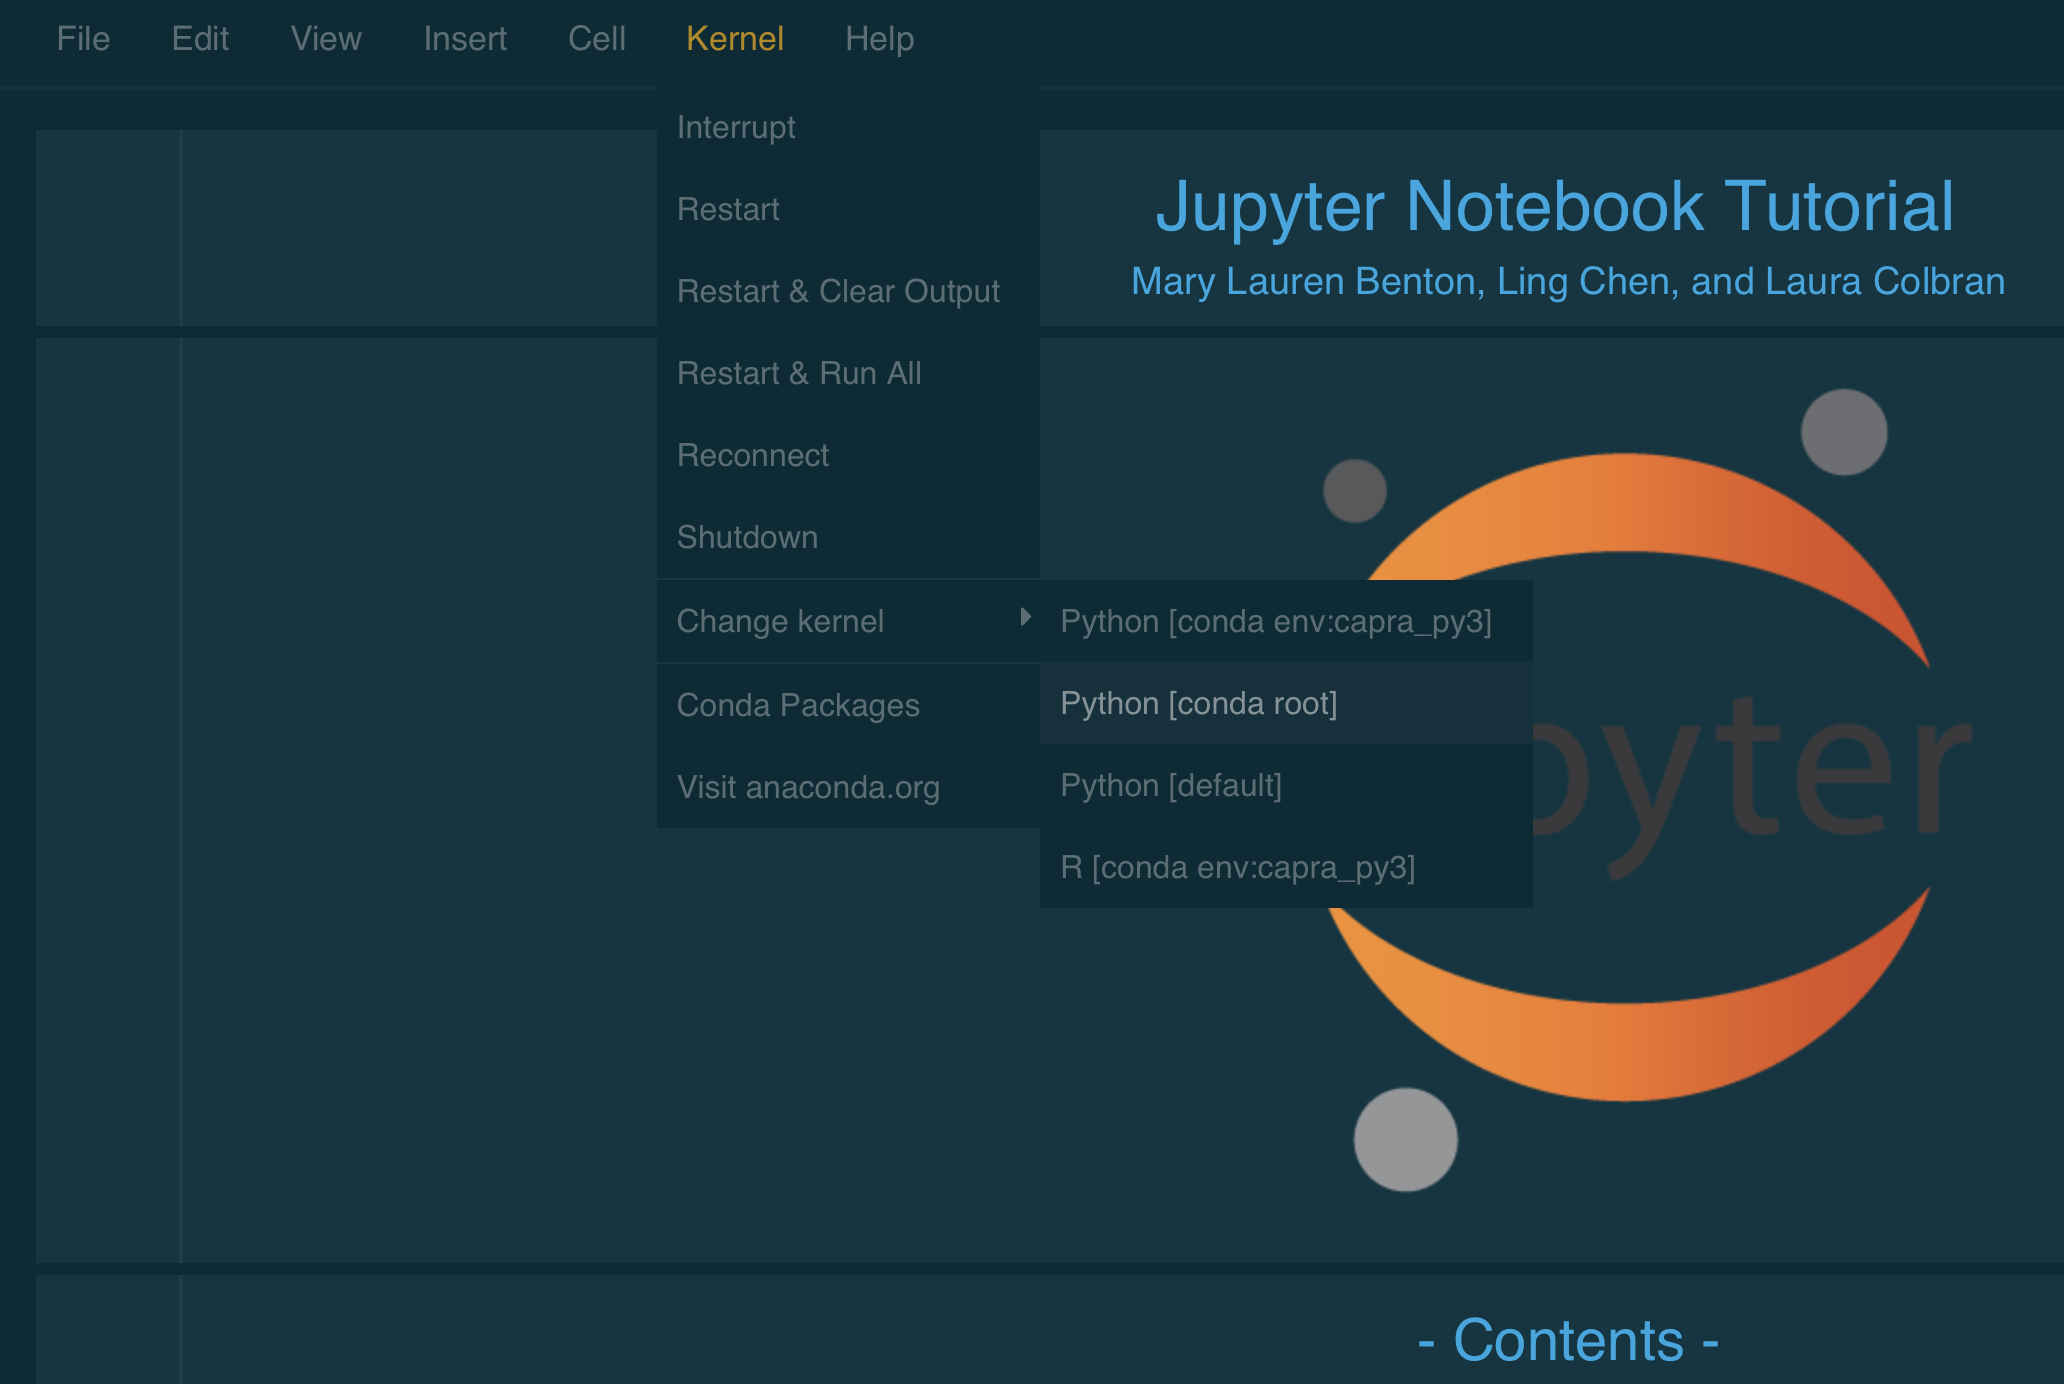 File Edit View Insert Cell Kernel Help
Interrupt
Restart
Restart & Clear Output
Restart & Run All
Reconnect
Shutdown
Change kernel
Conda Packages
Visit anaconda.org
Python [conda env:capra_py3]
Python [conda root]
Python [default]
R [conda env:capra_py3]
Jupyter Notebook Tutorial
Mary Lauren Benton, Ling Chen, and Laura Colbran
pyter
- Contents -